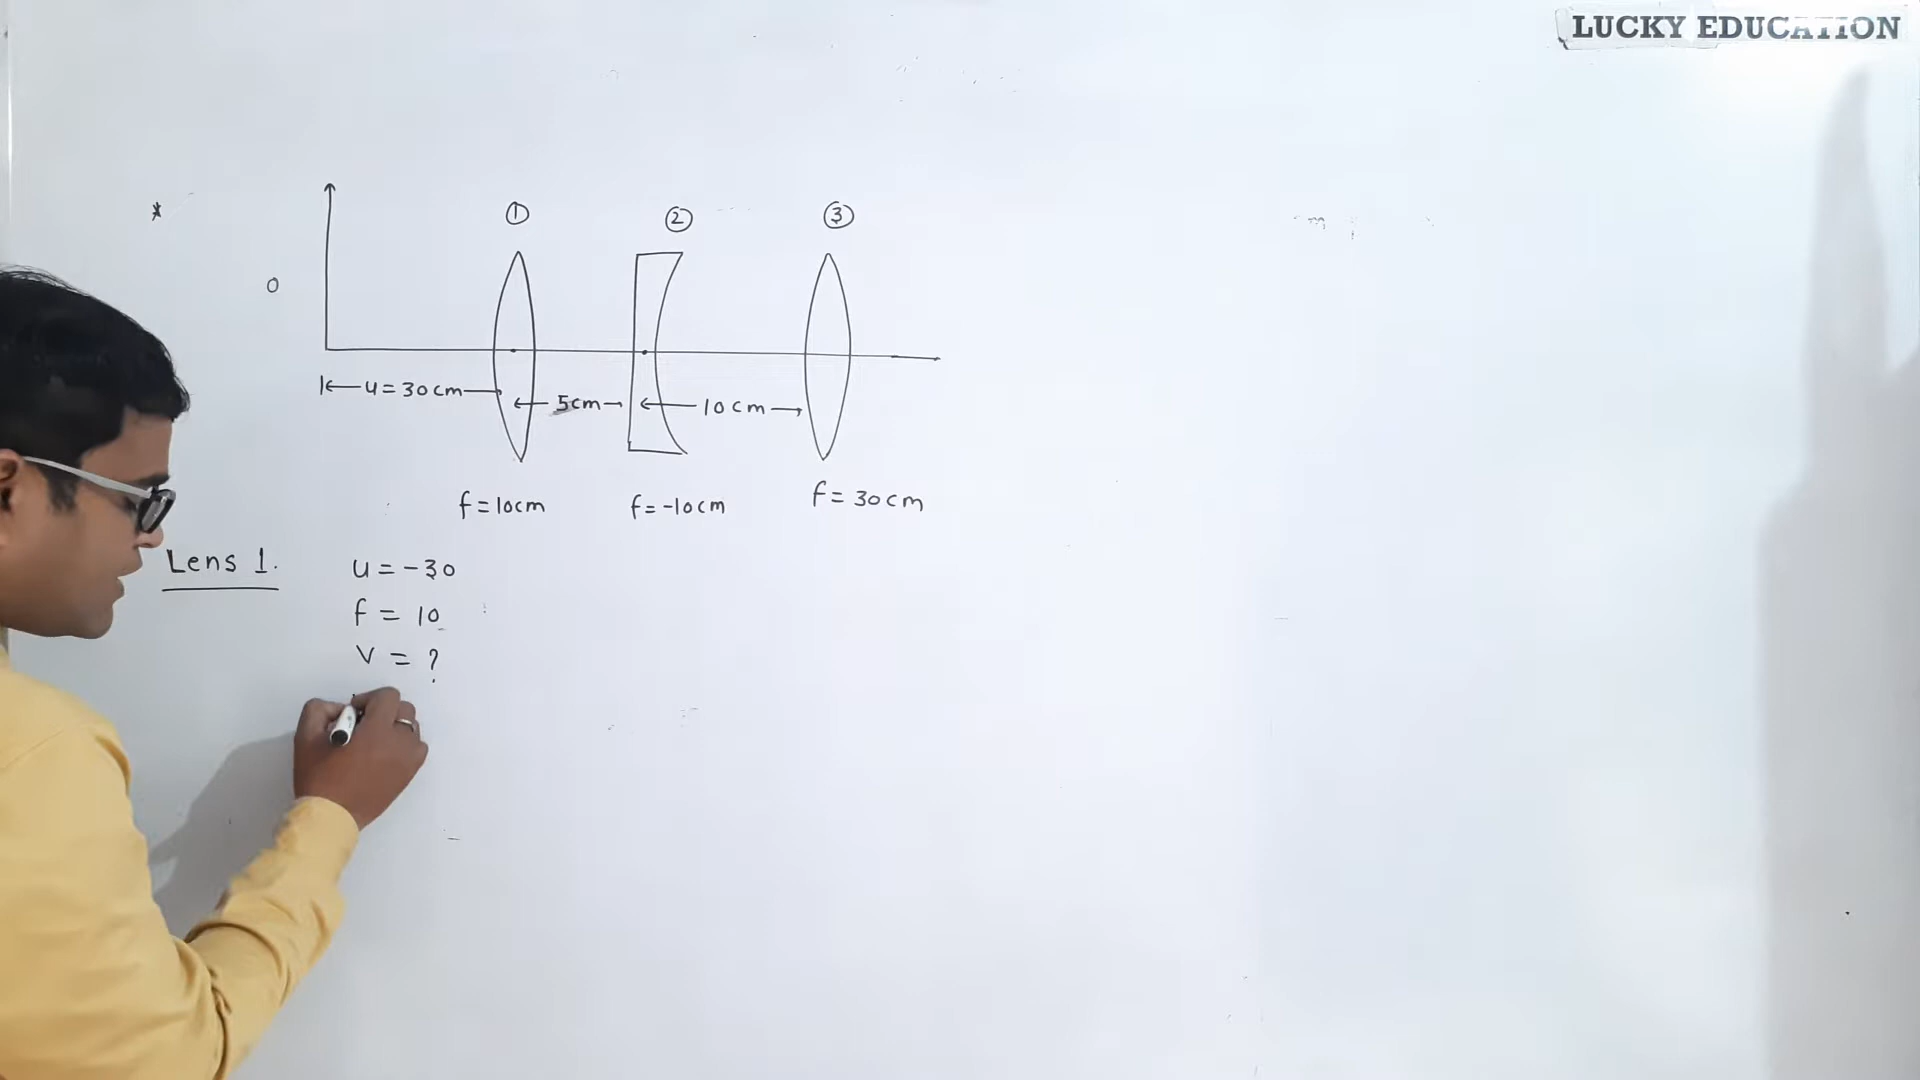 LUCKY EDUCATION
*
① ② ③
O
u = 30cm
5cm
10cm
f = 10cm
f = -10cm
f = 30cm
Lens 1.
u = -30
f = 10
v = ?